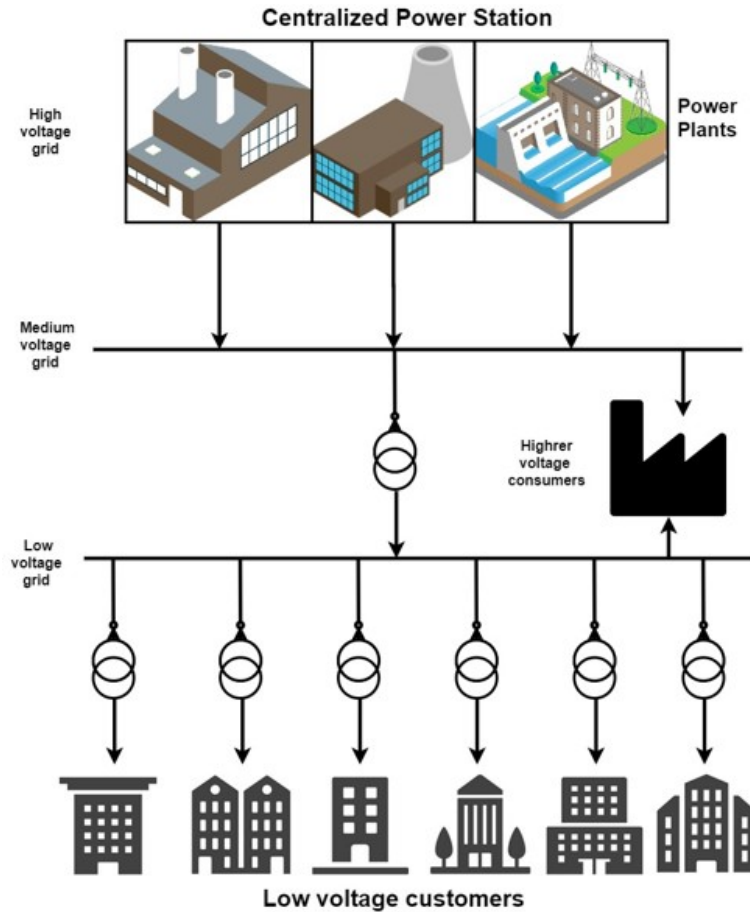 Centralized Power Station
High
voltage
grid
Power
Plants
Medium
voltage
grid
Highrer
voltage
consumers
Low
voltage
grid
Low voltage customers